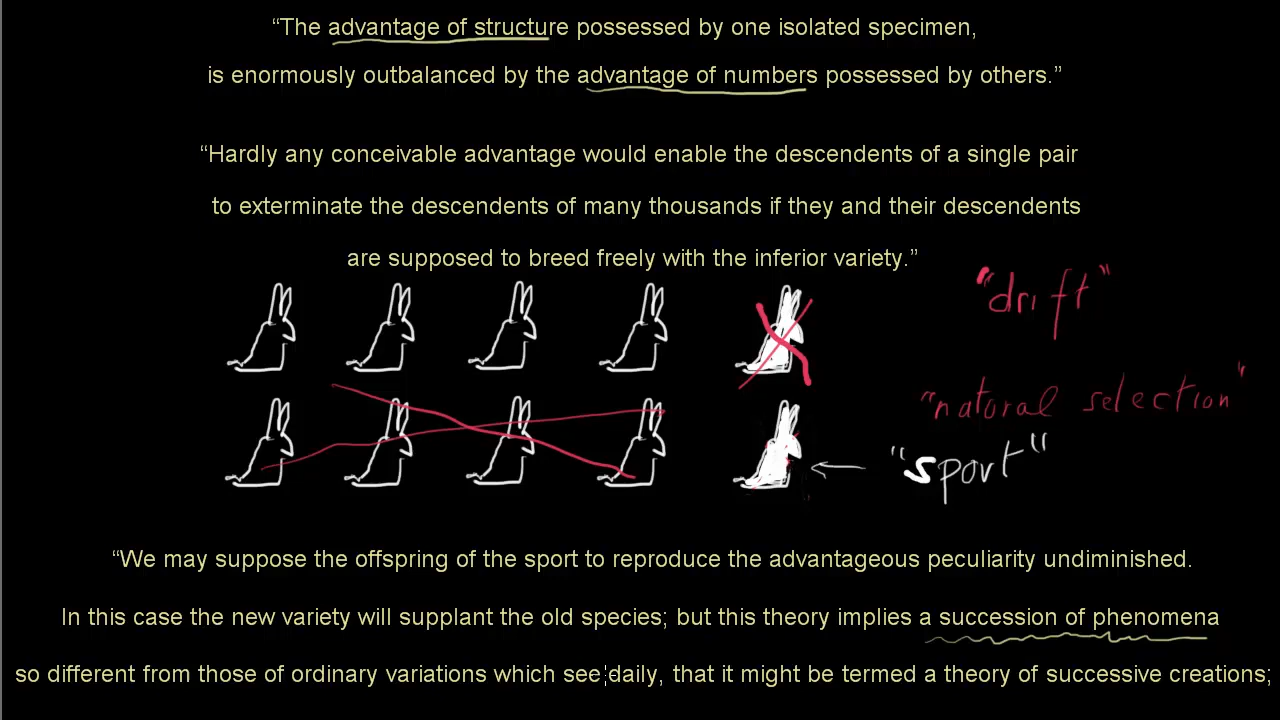 “The advantage of structure possessed by one isolated specimen,
is enormously outbalanced by the advantage of numbers possessed by others.”
“Hardly any conceivable advantage would enable the descendents of a single pair
to exterminate the descendents of many thousands if they and their descendents
are supposed to breed freely with the inferior variety.”
"drift"
"natural selection"
"sport"
“We may suppose the offspring of the sport to reproduce the advantageous peculiarity undiminished.
In this case the new variety will supplant the old species; but this theory implies a succession of phenomena
so different from those of ordinary variations which see daily, that it might be termed a theory of successive creations;